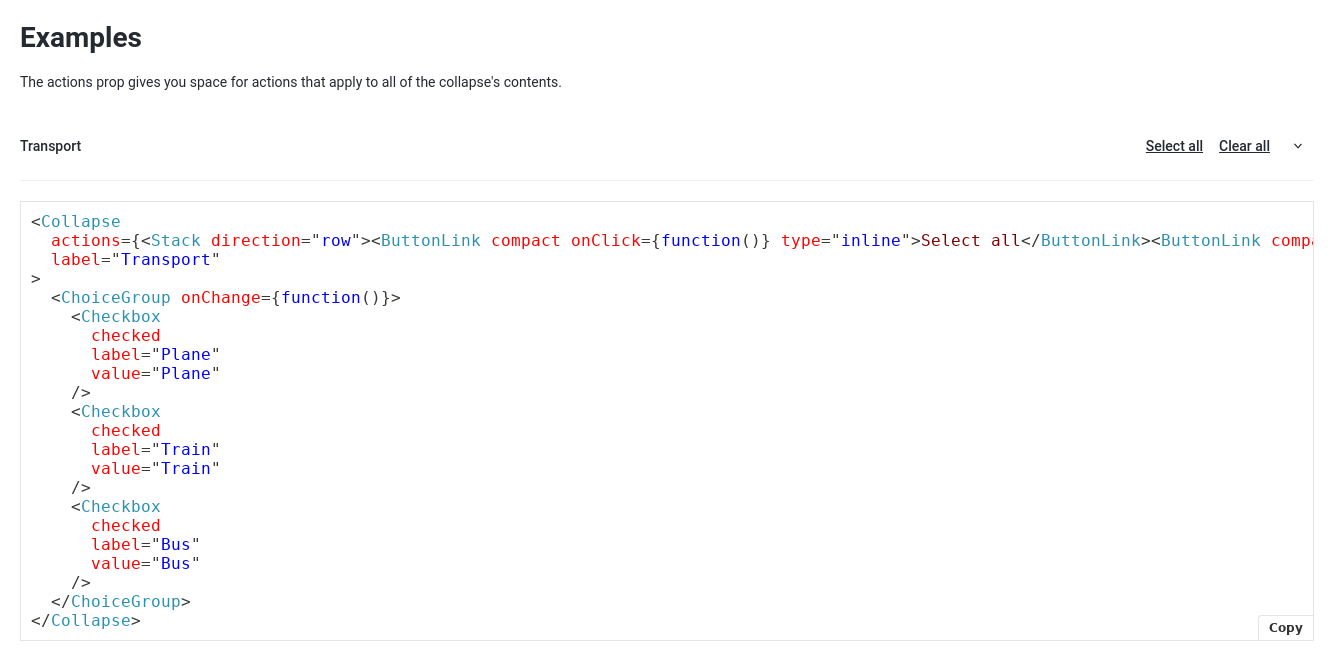 Examples
The actions prop gives you space for actions that apply to all of the collapse's contents.
Transport Select all Clear all
<Collapse
  actions={<Stack direction="row"><ButtonLink compact onClick={function()} type="inline">Select all</ButtonLink><ButtonLink compa
  label="Transport"
>
  <ChoiceGroup onChange={function()}>
    <Checkbox
      checked
      label="Plane"
      value="Plane"
    />
    <Checkbox
      checked
      label="Train"
      value="Train"
    />
    <Checkbox
      checked
      label="Bus"
      value="Bus"
    />
  </ChoiceGroup>
</Collapse>
Copy